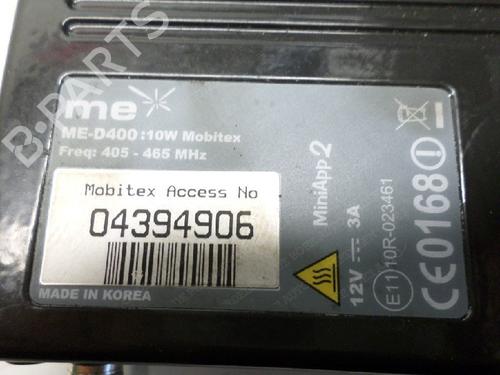 B-PARTS
me
ME-D400 :10W Mobitex
Freq: 405 - 465 MHz
Mobitex Access No
04394906
MADE IN KOREA
MiniApp 2
12V 3A
E11 10R-023461
CE0168